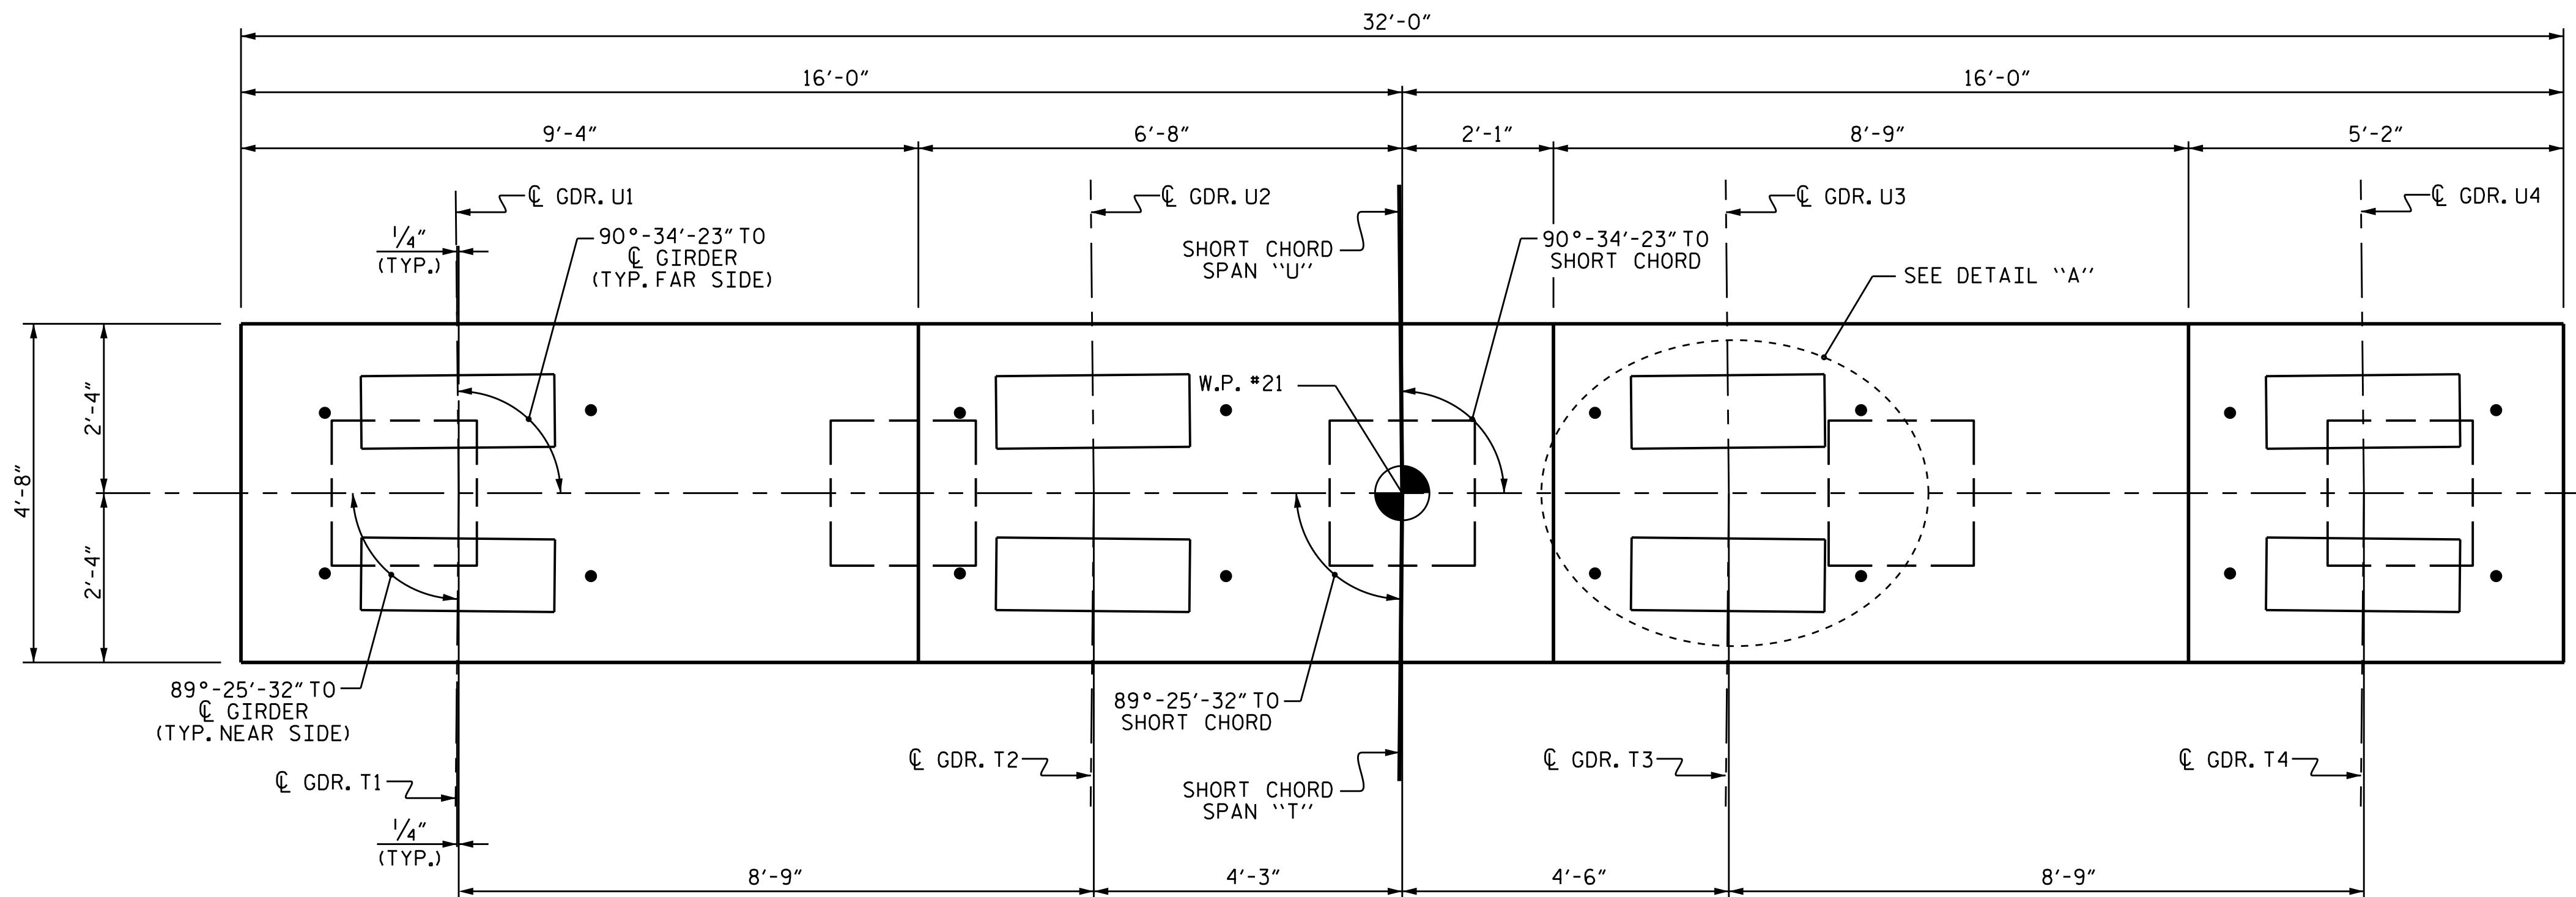 32'-0"
16'-0"
16'-0"
9'-4"
6'-8"
2'-1"
8'-9"
5'-2"
℄ GDR. U1
℄ GDR. U2
℄ GDR. U3
℄ GDR. U4
1/4"
(TYP.)
90°-34'-23" TO
℄ GIRDER
(TYP. FAR SIDE)
SHORT CHORD
SPAN "U"
90°-34'-23" TO
SHORT CHORD
SEE DETAIL "A"
W.P. #21
4'-8"
2'-4"
2'-4"
89°-25'-32" TO
℄ GIRDER
(TYP. NEAR SIDE)
89°-25'-32" TO
SHORT CHORD
℄ GDR. T1
℄ GDR. T2
℄ GDR. T3
℄ GDR. T4
SHORT CHORD
SPAN "T"
1/4"
(TYP.)
8'-9"
4'-3"
4'-6"
8'-9"